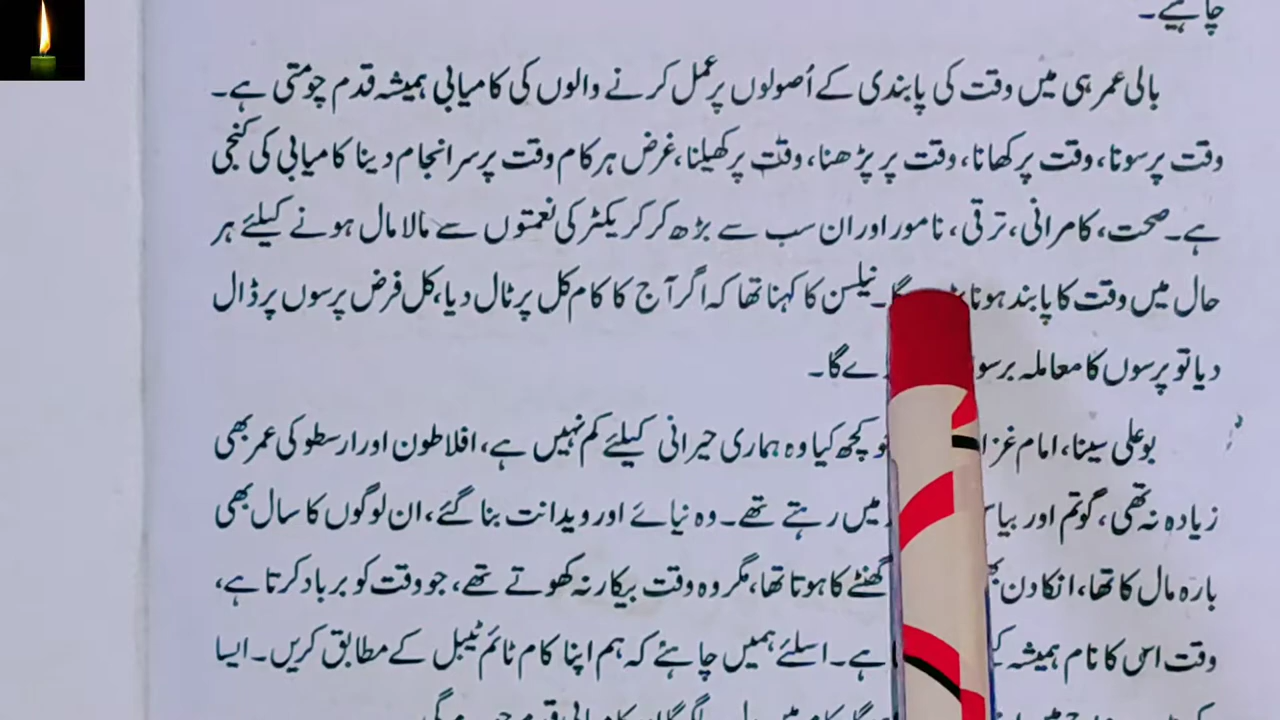 چاہیے۔
بالی عمر ہی میں وقت کی پابندی کے اُصولوں پر عمل کرنے والوں کی کامیابی ہمیشہ قدم چومتی ہے۔
وقت پر سونا، وقت پر کھانا، وقت پر پڑھنا، وقت پر کھیلنا، غرض ہر کام وقت پر سرانجام دینا کامیابی کی کنجی
ہے۔ صحت، کامرانی، ترقی، نامور اور ان سب سے بڑھ کر کریکٹر کی نعمتوں سے مالا مال ہونے کیلئے ہر
حال میں وقت کا پابند ہونا گا۔ نیلسن کا کہنا تھا کہ اگر آج کا کام کل پر ٹال دیا، کل فرض پرسوں پر ڈال
دیا تو پرسوں کا معاملہ برسو گا۔
بو علی سینا، امام کچھ کیا وہ ہماری حیرانی کیلئے کم نہیں ہے، افلاطون اور ارسطو کی عمر بھی
زیادہ نہ تھی، گوتم اور میں رہتے تھے۔ وہ نیائے اور ویدانت بنا گئے، ان لوگوں کا سال بھی
بارہ مال کا تھا، انکا دن گھنٹے کا ہوتا تھا، مگر وہ وقت بیکار نہ کھوتے تھے، جو وقت کو برباد کرتا ہے،
وقت اس کا نام ہمیشہ ہے۔ اسلئے ہمیں چاہئے کہ ہم اپنا کام ٹائم ٹیبل کے مطابق کریں۔ ایسا